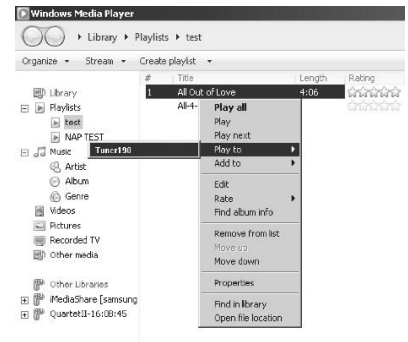 Windows Media Player
Library Playlists test
Organize Stream Create playlist
# Title Length Rating
Library 1 All Out of Love 4:06
Playlists All-4- Play all
test Play
NAP TEST Play next
Music Tuner190 Play to
Artist Add to
Album Edit
Genre Rate
Videos Find album info
Pictures
Recorded TV Remove from list
Other media Move up
Move down
Other Libraries Properties
iMediaShare [samsung Find in library
QuartetII-16:0B:45 Open file location